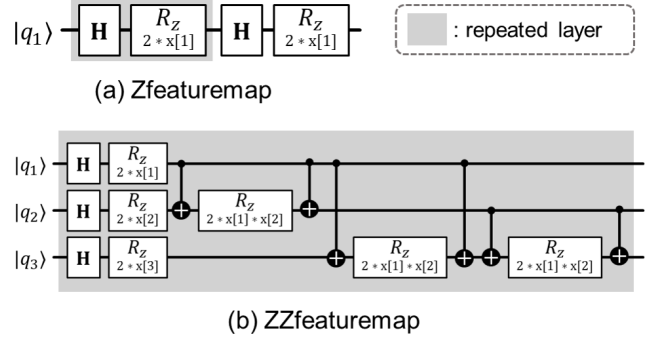 |q₁⟩ H R_Z 2 * x[1] H R_Z 2 * x[1]
: repeated layer
(a) Zfeaturemap
|q₁⟩ H R_Z 2 * x[1]
|q₂⟩ H R_Z 2 * x[2] R_Z 2 * x[1] * x[2]
|q₃⟩ H R_Z 2 * x[3] R_Z 2 * x[1] * x[2] R_Z 2 * x[1] * x[2]
(b) ZZfeaturemap